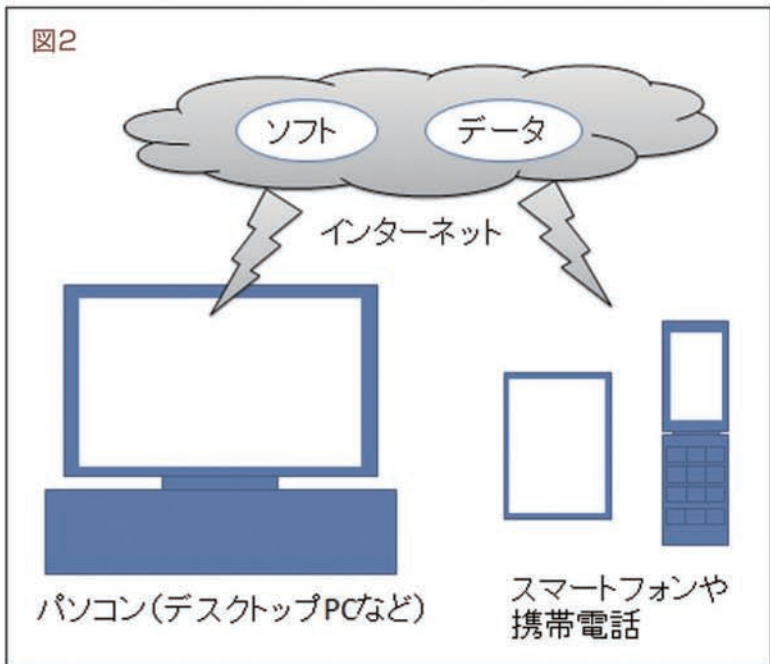 図2
ソフト
データ
インターネット
パソコン（デスクトップPCなど）
スマートフォンや
携帯電話